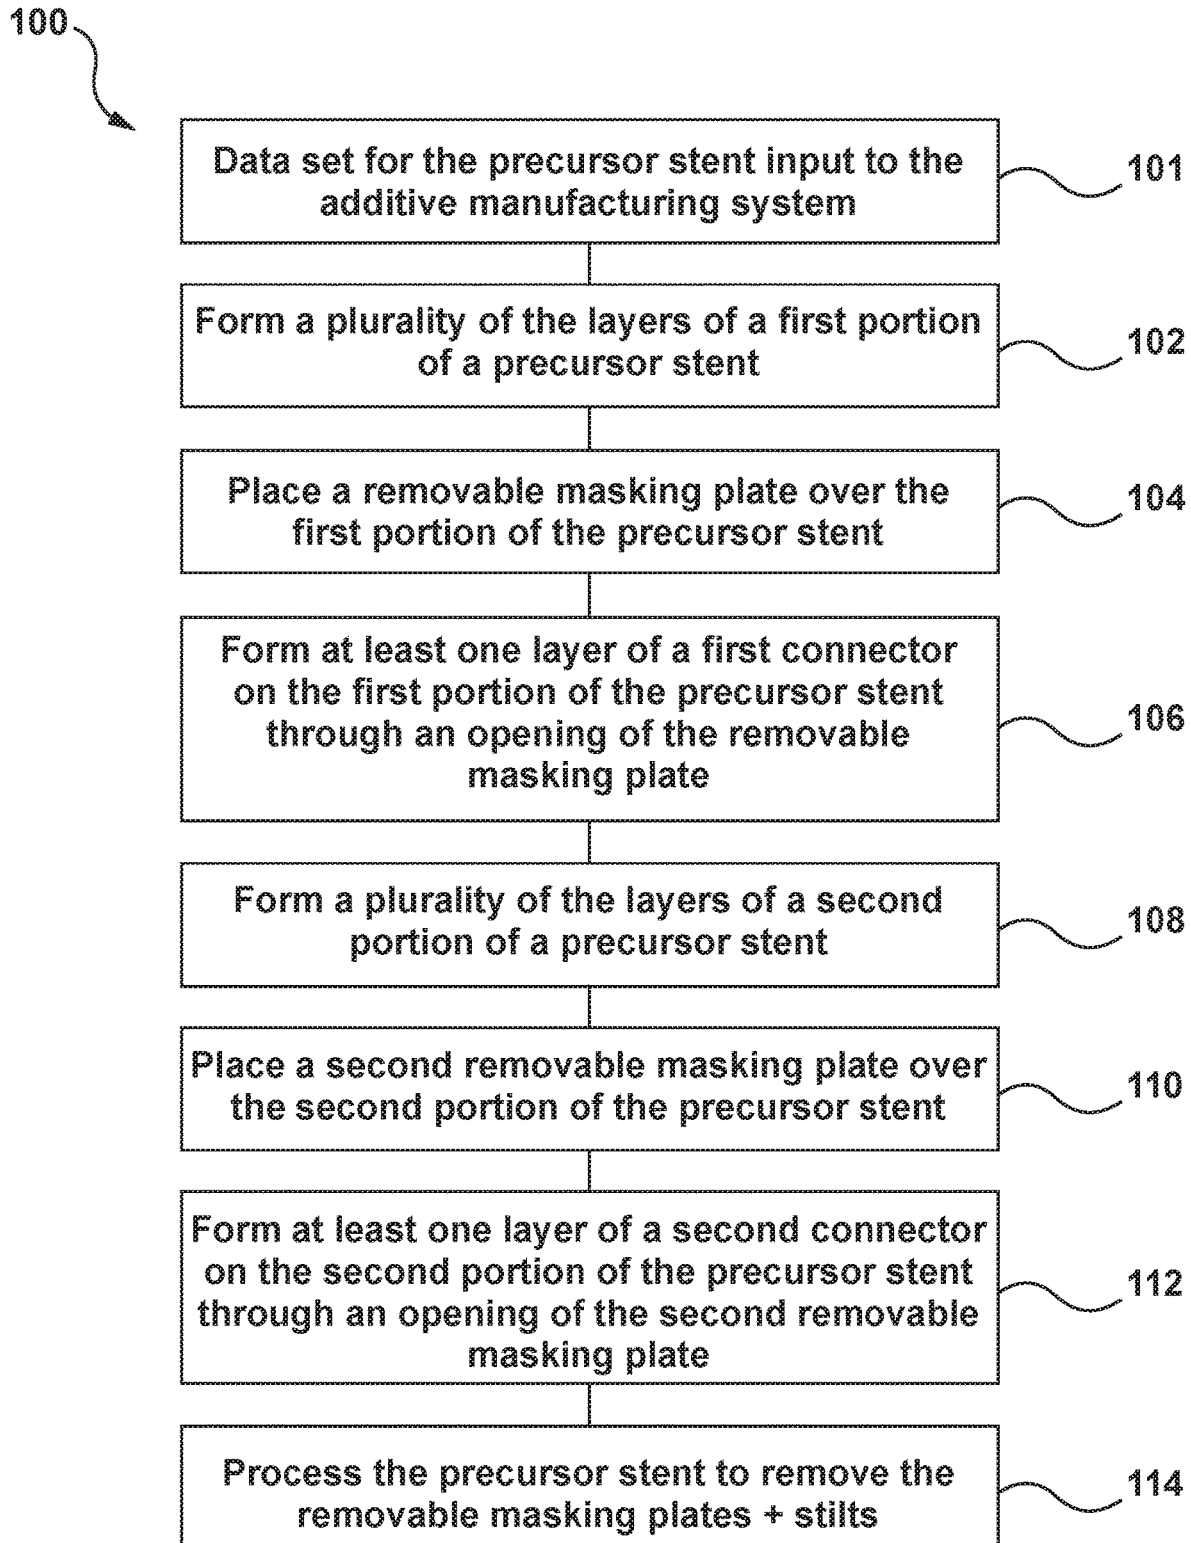 100
Data set for the precursor stent input to the
additive manufacturing system
101
Form a plurality of the layers of a first portion
of a precursor stent
102
Place a removable masking plate over the
first portion of the precursor stent
104
Form at least one layer of a first connector
on the first portion of the precursor stent
through an opening of the removable
masking plate
106
Form a plurality of the layers of a second
portion of a precursor stent
108
Place a second removable masking plate over
the second portion of the precursor stent
110
Form at least one layer of a second connector
on the second portion of the precursor stent
through an opening of the second removable
masking plate
112
Process the precursor stent to remove the
removable masking plates + stilts
114